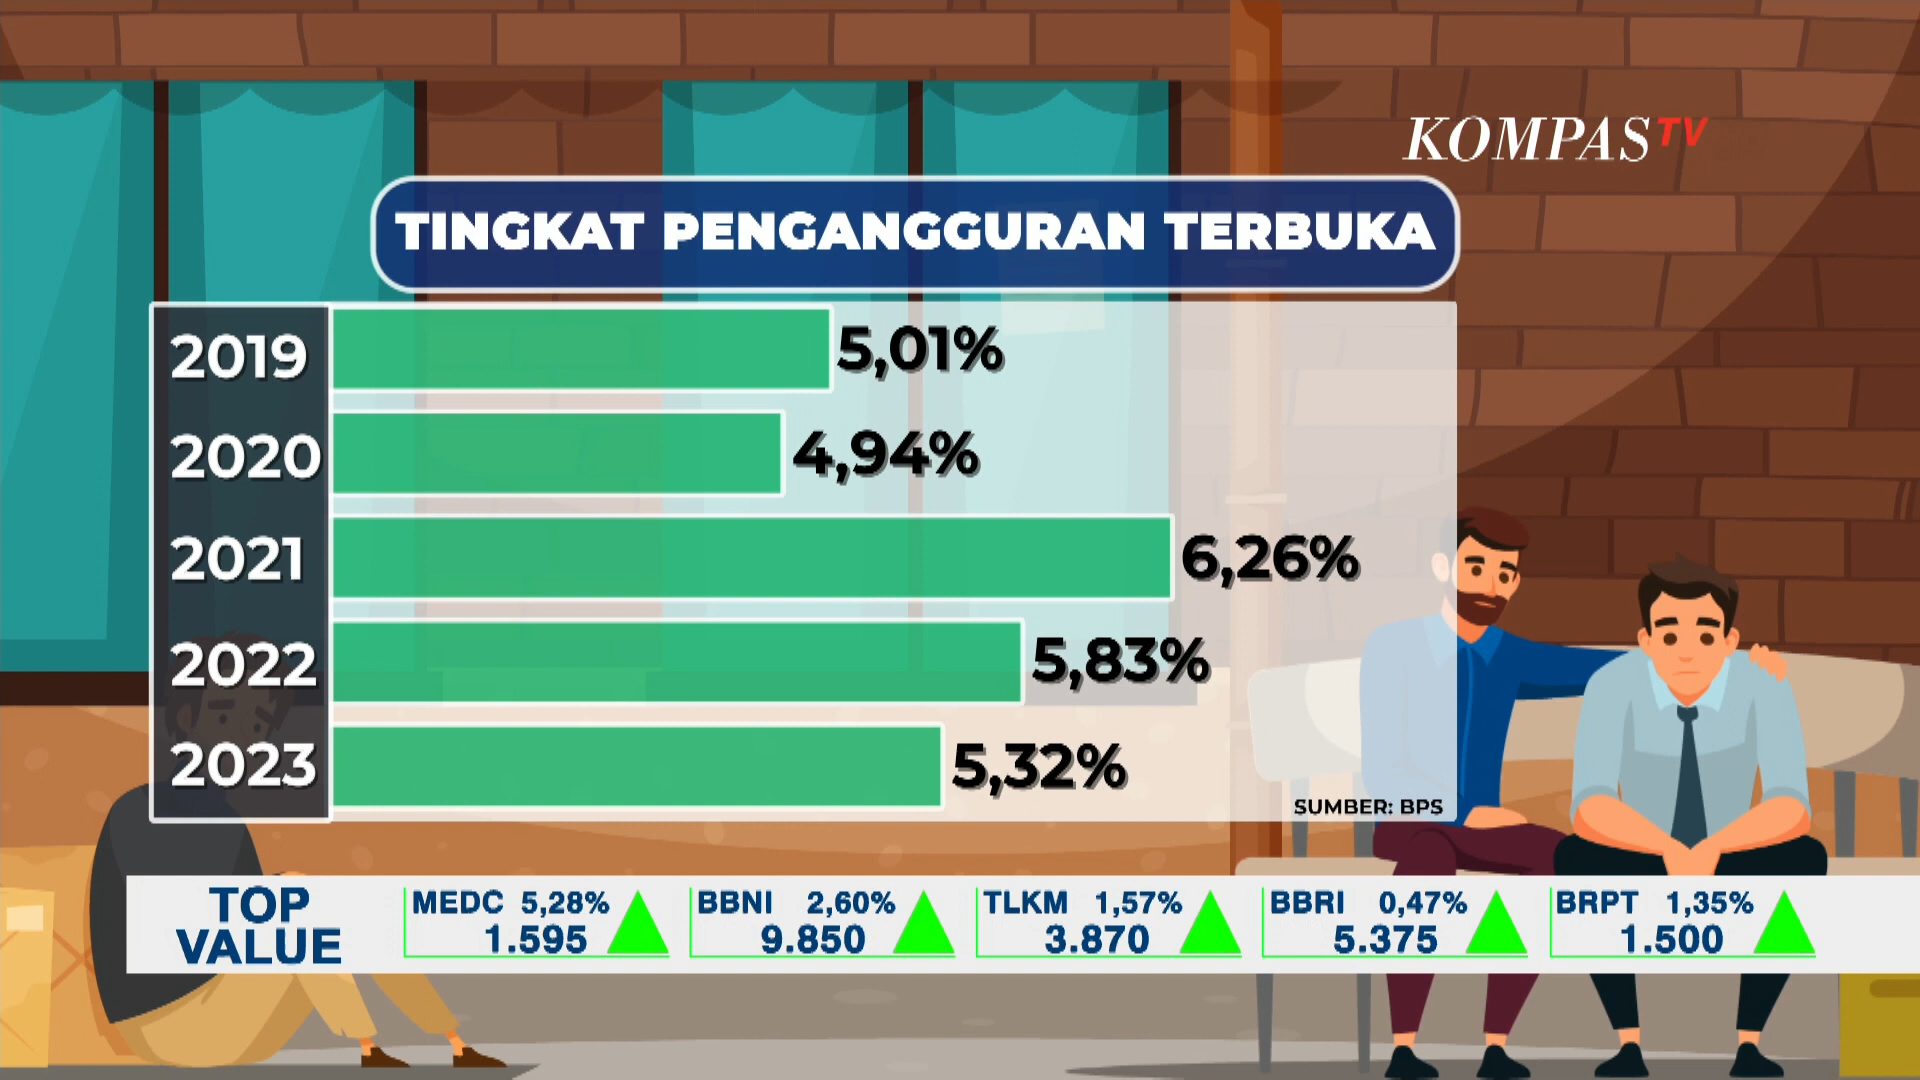 KOMPAS TV
TINGKAT PENGANGGURAN TERBUKA
2019 5,01%
2020 4,94%
2021 6,26%
2022 5,83%
2023 5,32%
SUMBER: BPS
TOP VALUE
MEDC 5,28% 1.595
BBNI 2,60% 9.850
TLKM 1,57% 3.870
BBRI 0,47% 5.375
BRPT 1,35% 1.500